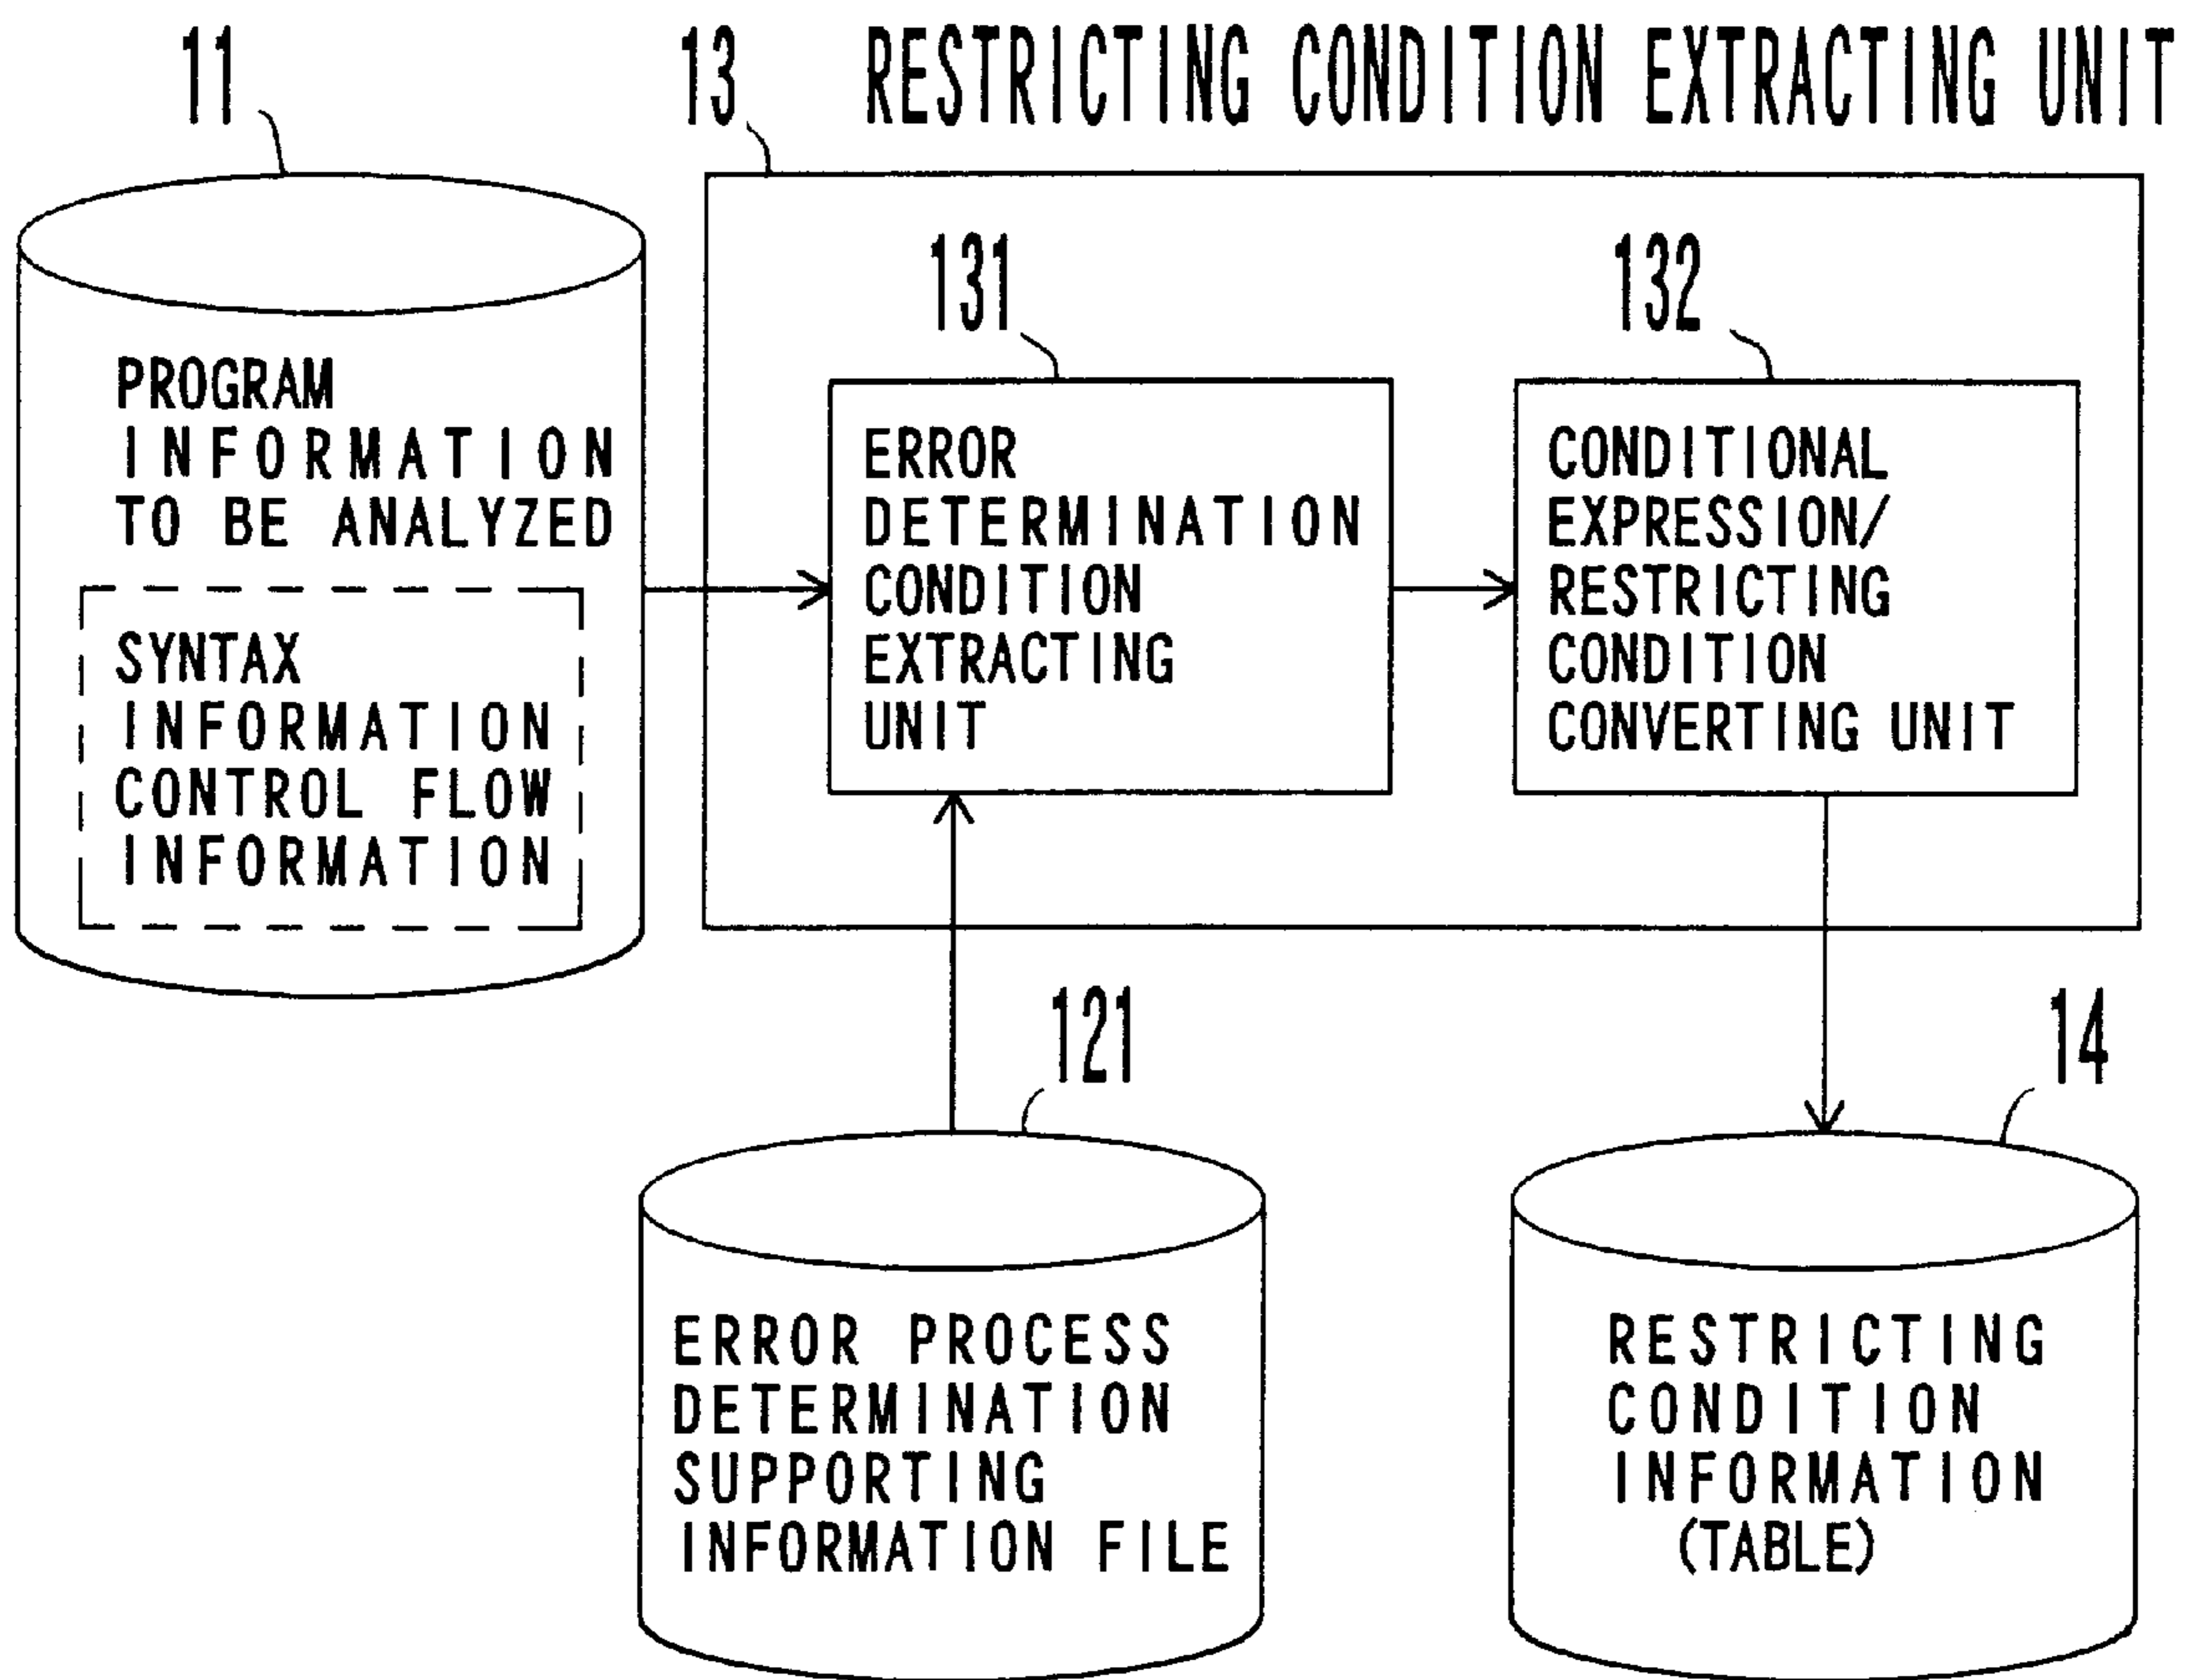 11
13 RESTRICTING CONDITION EXTRACTING UNIT
131
132
PROGRAM
INFORMATION
TO BE ANALYZED
SYNTAX
INFORMATION
CONTROL FLOW
INFORMATION
ERROR
DETERMINATION
CONDITION
EXTRACTING
UNIT
CONDITIONAL
EXPRESSION/
RESTRICTING
CONDITION
CONVERTING UNIT
121
14
ERROR PROCESS
DETERMINATION
SUPPORTING
INFORMATION FILE
RESTRICTING
CONDITION
INFORMATION
(TABLE)